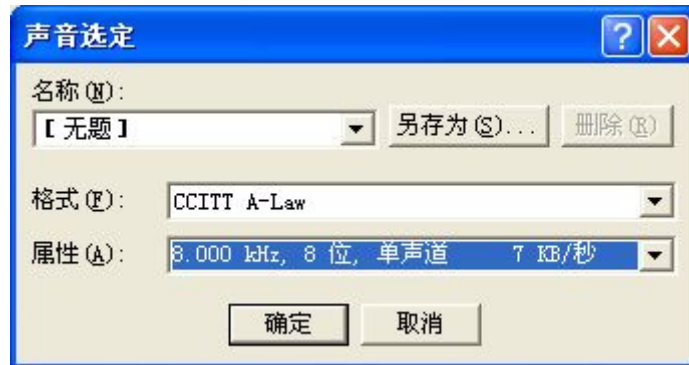 声音选定
名称(N):
[无题]
另存为(S)...
删除(R)
格式(F):
CCITT A-Law
属性(A):
8.000 kHz, 8 位, 单声道 7 KB/秒
确定
取消